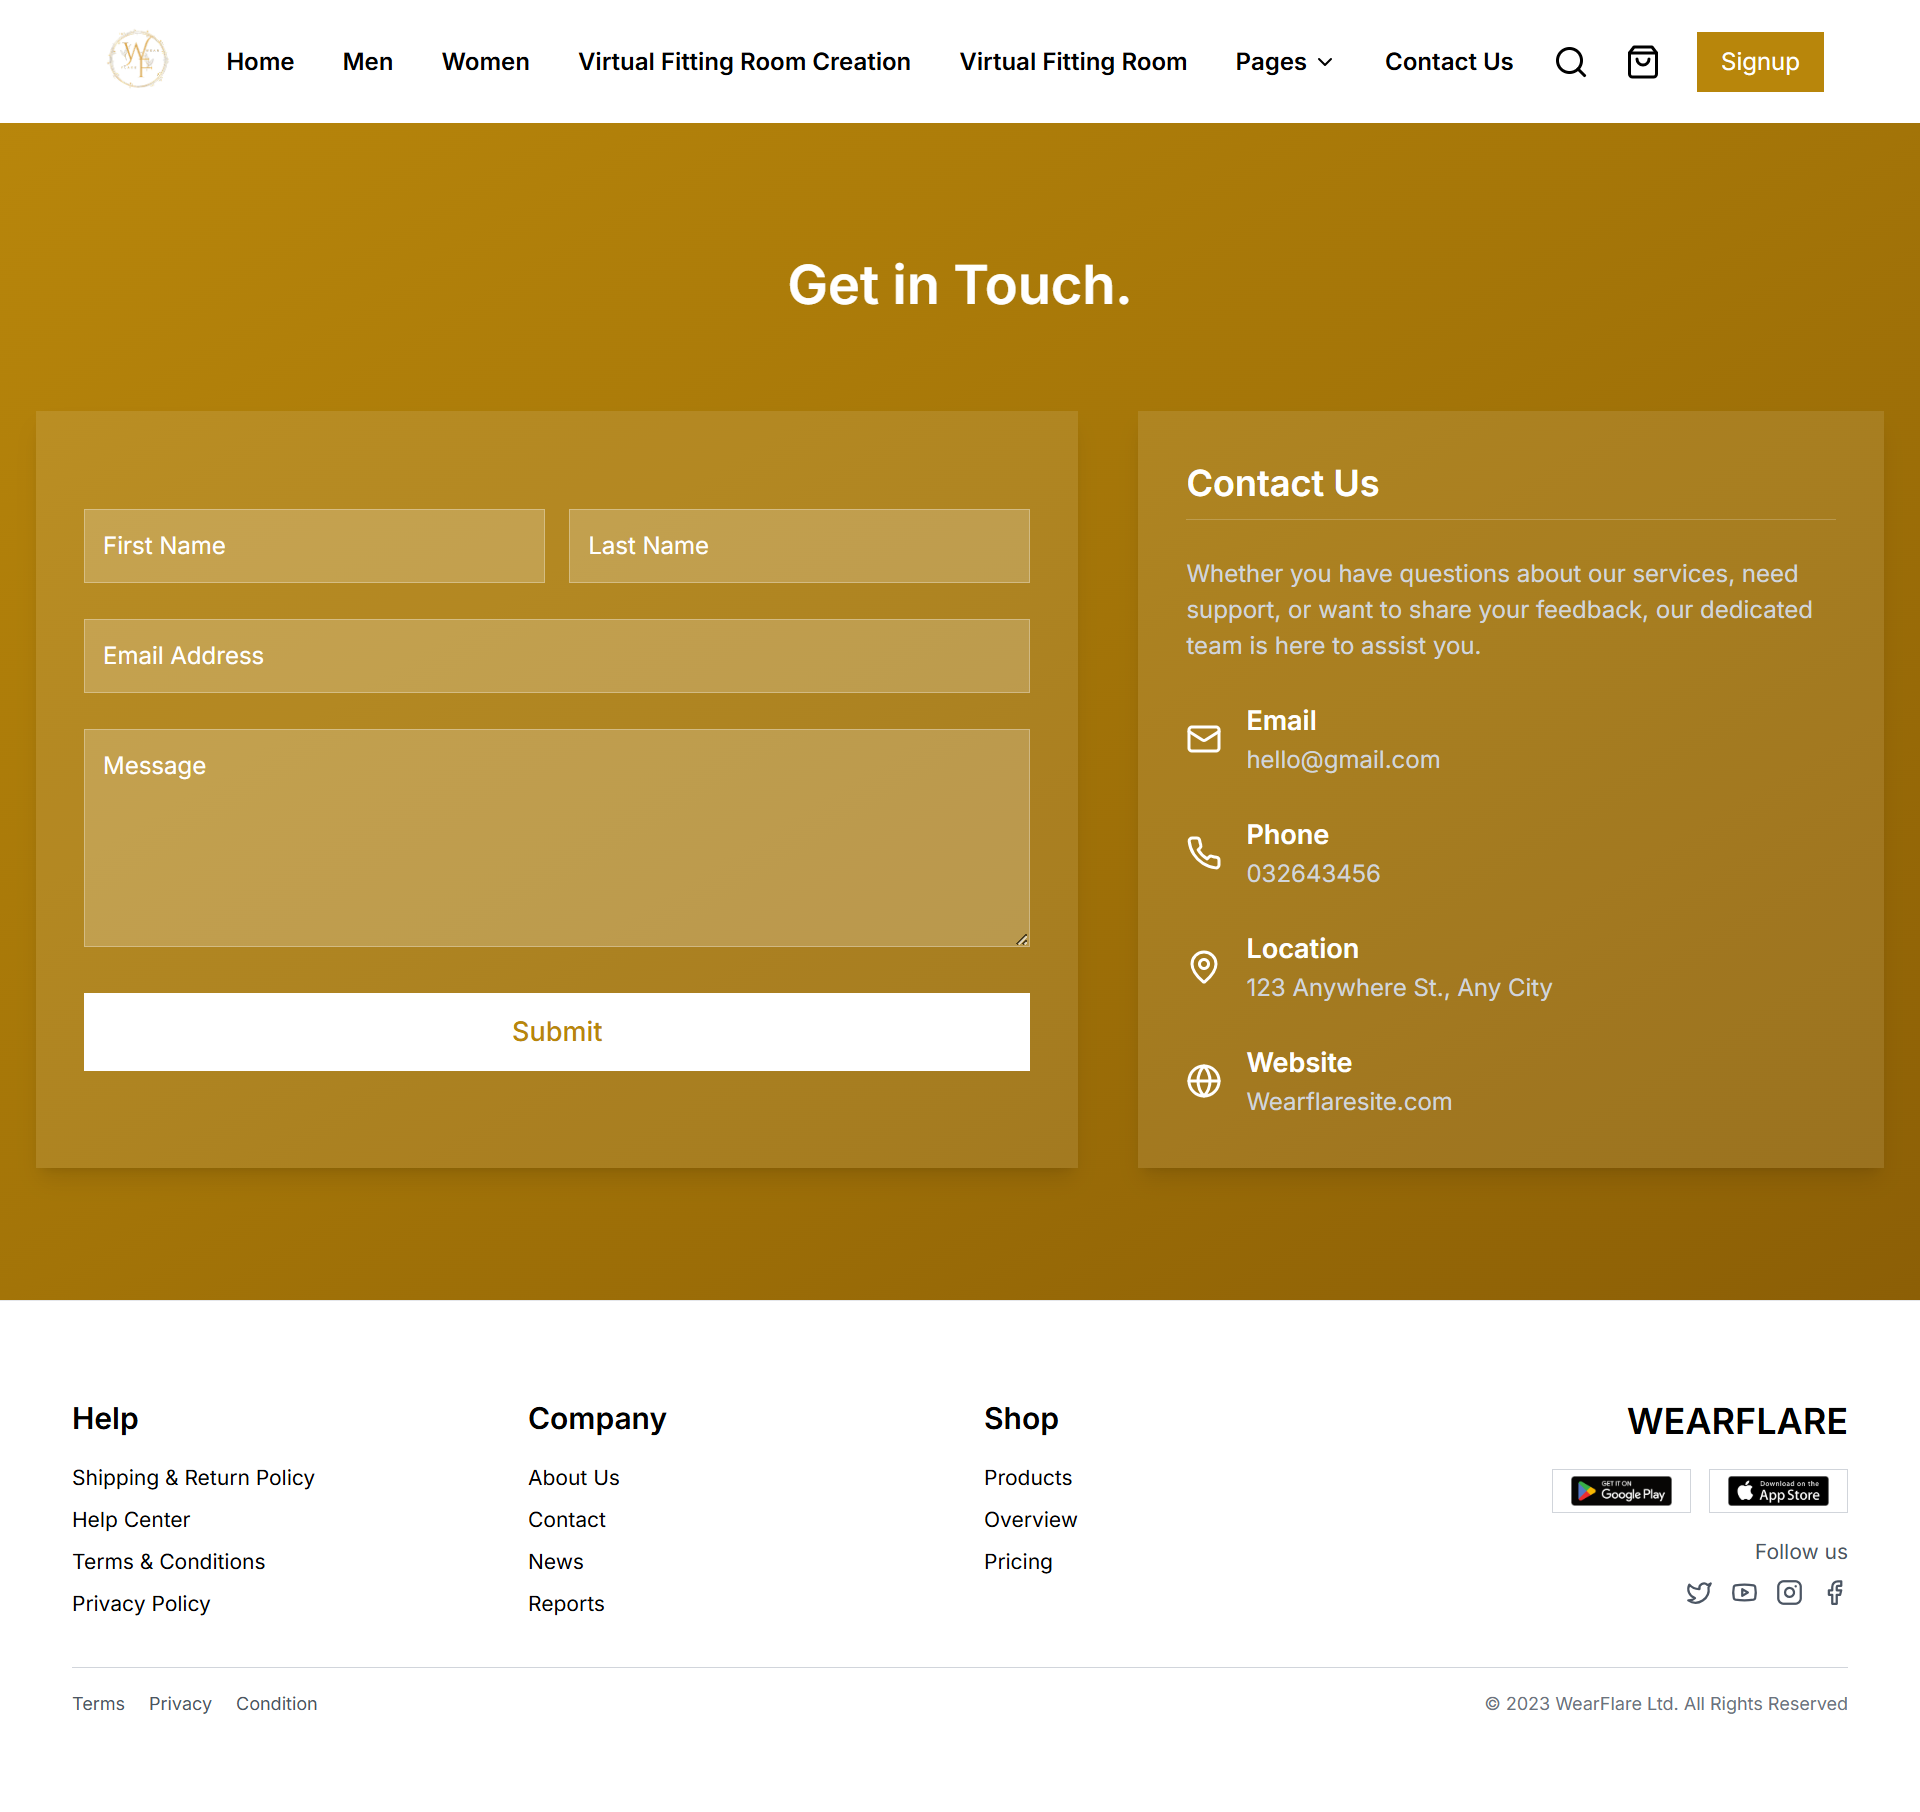 Home Men Women Virtual Fitting Room Creation Virtual Fitting Room Pages Contact Us Signup
Get in Touch.
First Name Last Name
Email Address
Message
Submit
Contact Us
Whether you have questions about our services, need
support, or want to share your feedback, our dedicated
team is here to assist you.
Email
hello@gmail.com
Phone
032643456
Location
123 Anywhere St., Any City
Website
Wearflaresite.com
Help
Shipping & Return Policy
Help Center
Terms & Conditions
Privacy Policy
Company
About Us
Contact
News
Reports
Shop
Products
Overview
Pricing
WEARFLARE
GET IT ON
Google Play
Download on the
App Store
Follow us
Terms Privacy Condition
© 2023 WearFlare Ltd. All Rights Reserved